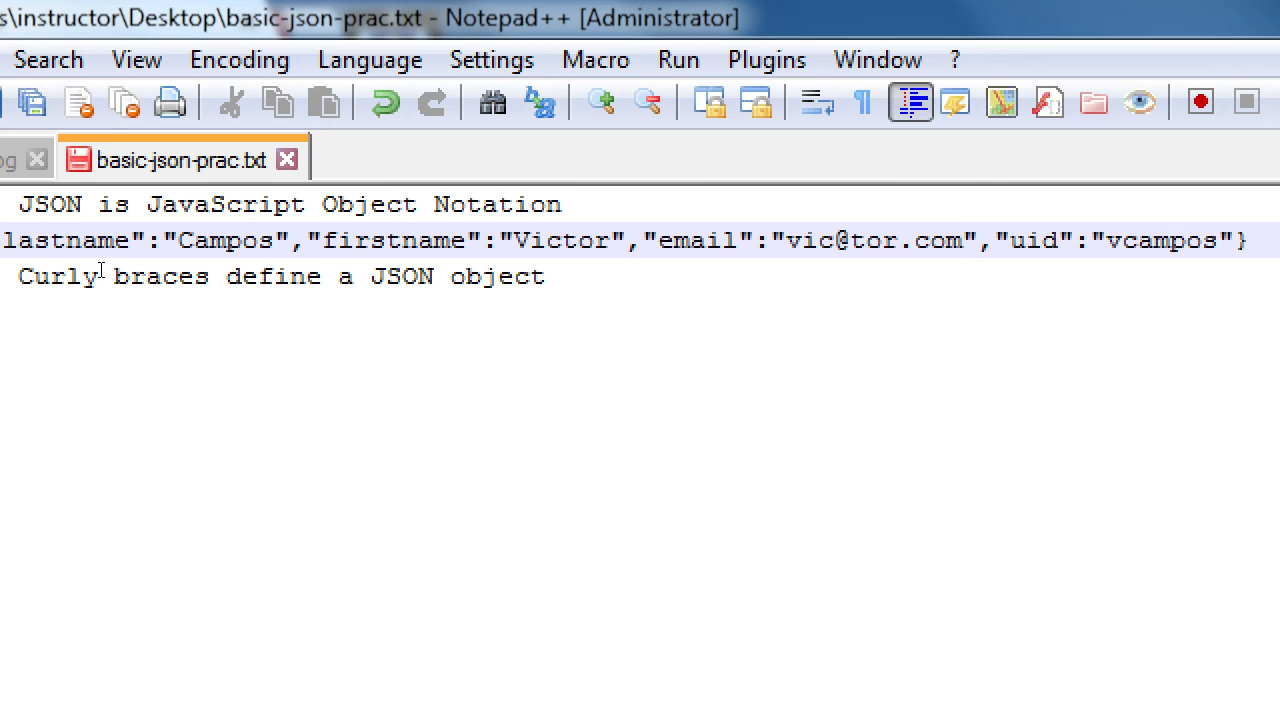 s\instructor\Desktop\basic-json-prac.txt - Notepad++ [Administrator]
Search View Encoding Language Settings Macro Run Plugins Window ?
og basic-json-prac.txt
JSON is JavaScript Object Notation
lastname":"Campos","firstname":"Victor","email":"vic@tor.com","uid":"vcampos"}
Curly braces define a JSON object